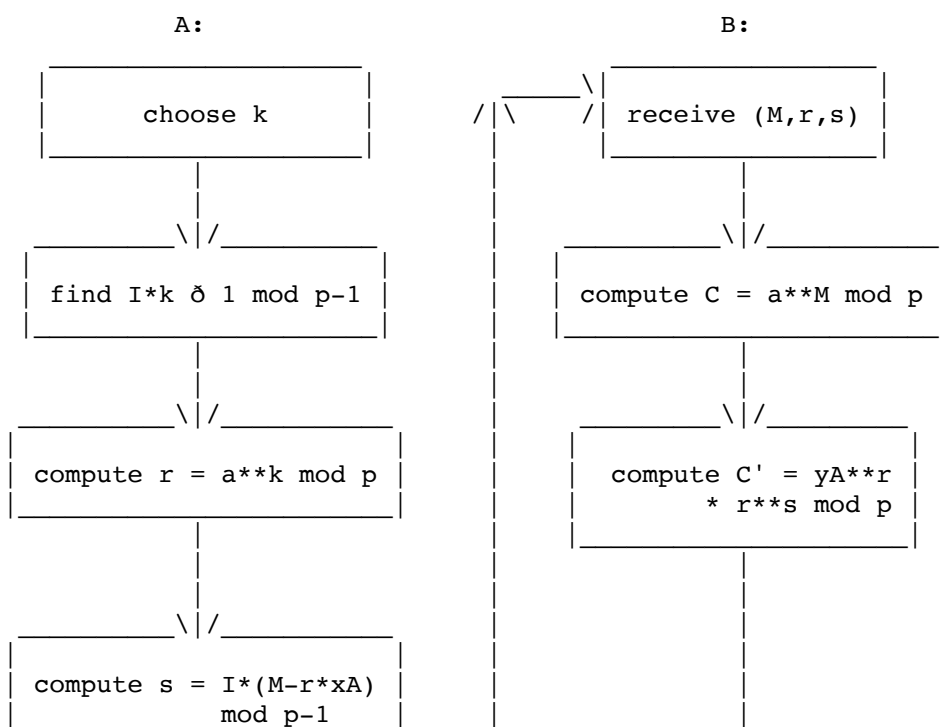 A: B:
choose k receive (M,r,s)
find I*k ð 1 mod p-1 compute C = a**M mod p
compute r = a**k mod p compute C' = yA**r
* r**s mod p
compute s = I*(M-r*xA)
mod p-1